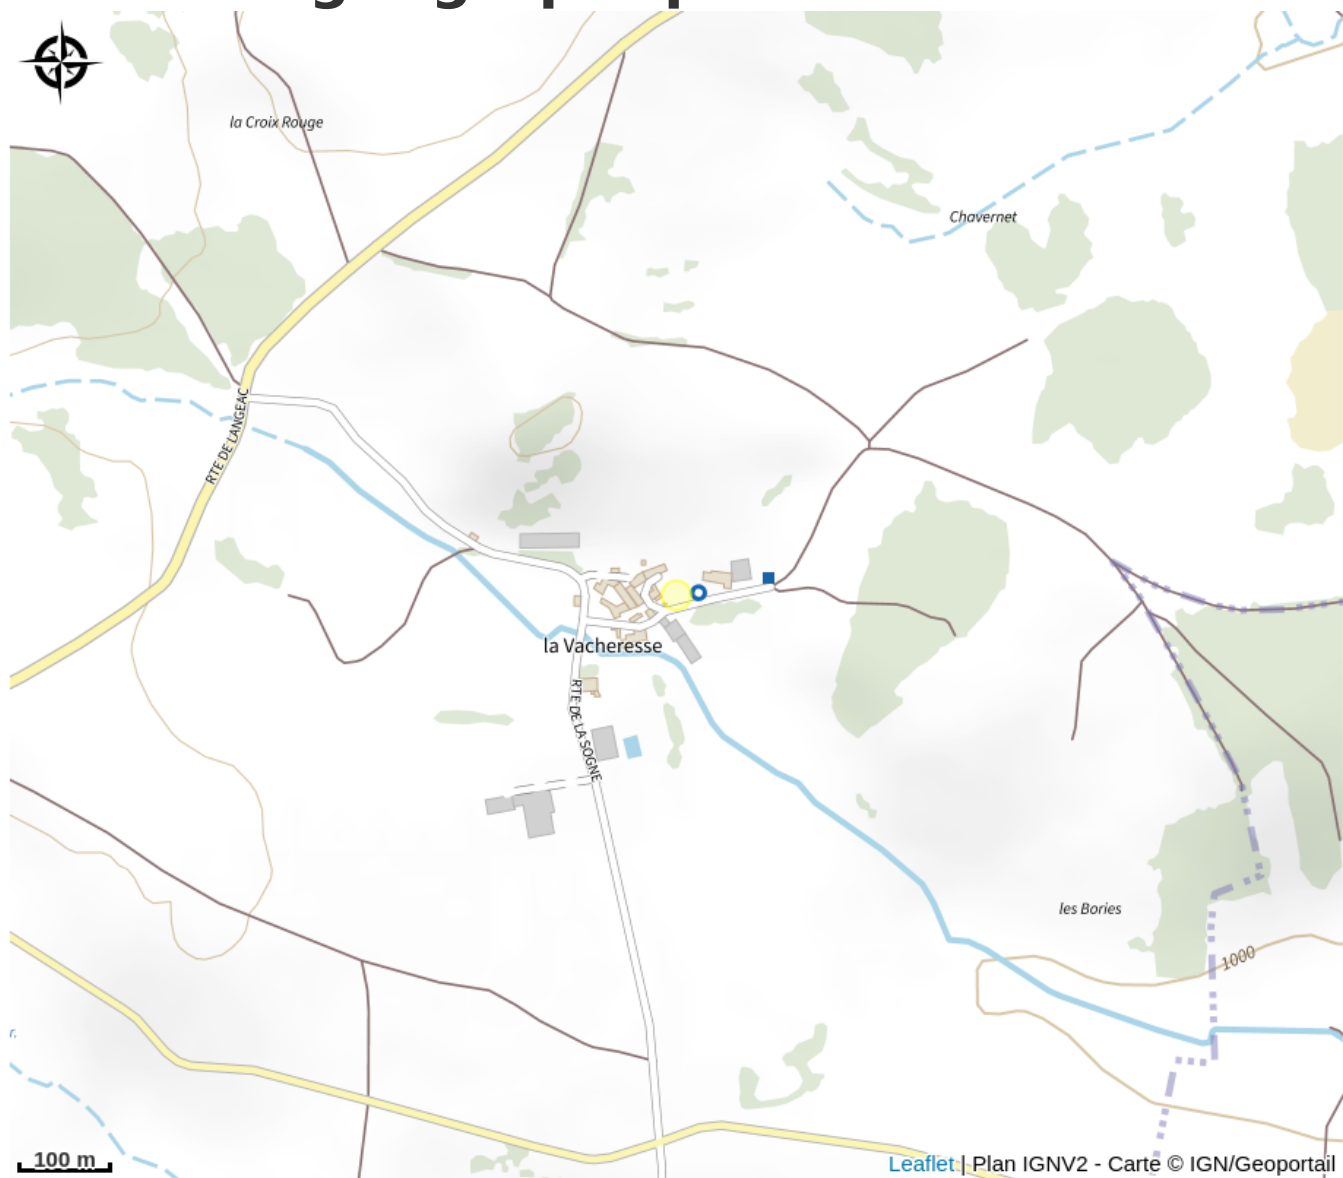 la Croix Rouge
Chavernet
RTE DE LANGEAC
la Vacheresse
RTE DE LA SOGNE
les Bories
1000
r.
100 m
Leaflet | Plan IGNV2 - Carte © IGN/Geoportail